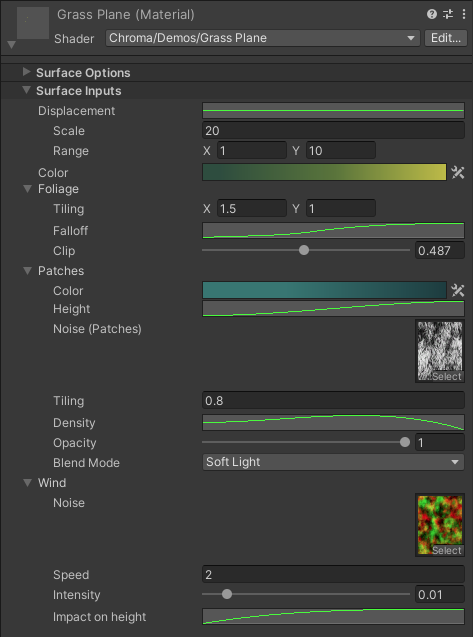 Grass Plane (Material)
Shader Chroma/Demos/Grass Plane Edit...
Surface Options
Surface Inputs
Displacement
Scale 20
Range X 1 Y 10
Color
Foliage
Tiling X 1.5 Y 1
Falloff
Clip 0.487
Patches
Color
Height
Noise (Patches)
Select
Tiling 0.8
Density
Opacity 1
Blend Mode Soft Light
Wind
Noise
Select
Speed 2
Intensity 0.01
Impact on height